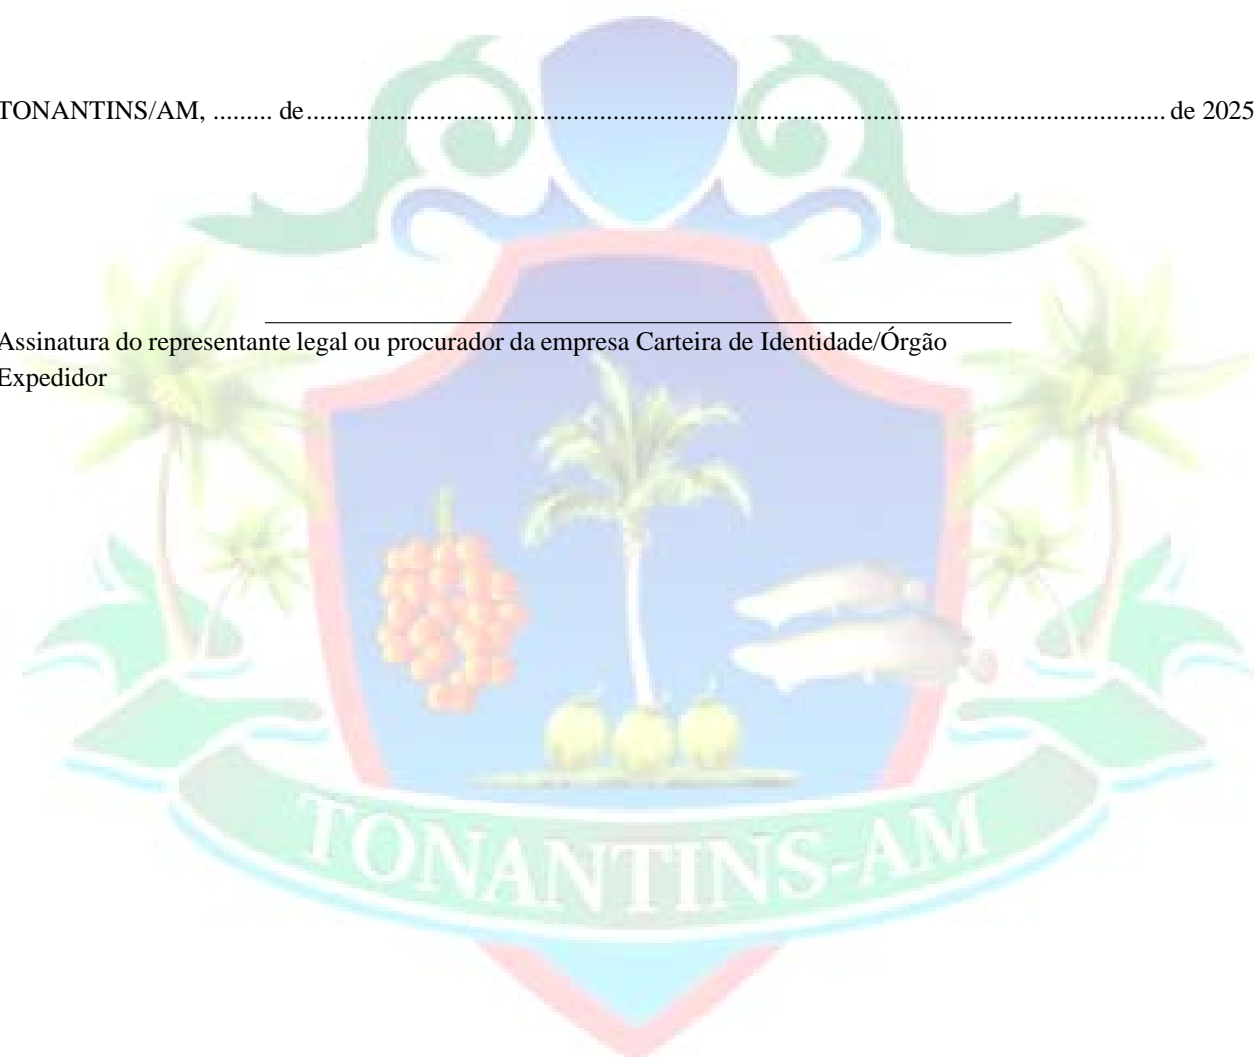 TONANTINS/AM, ......... de.................................................................................................................................... de 2025
Assinatura do representante legal ou procurador da empresa Carteira de Identidade/Órgão
Expedidor
TONANTINS-AM